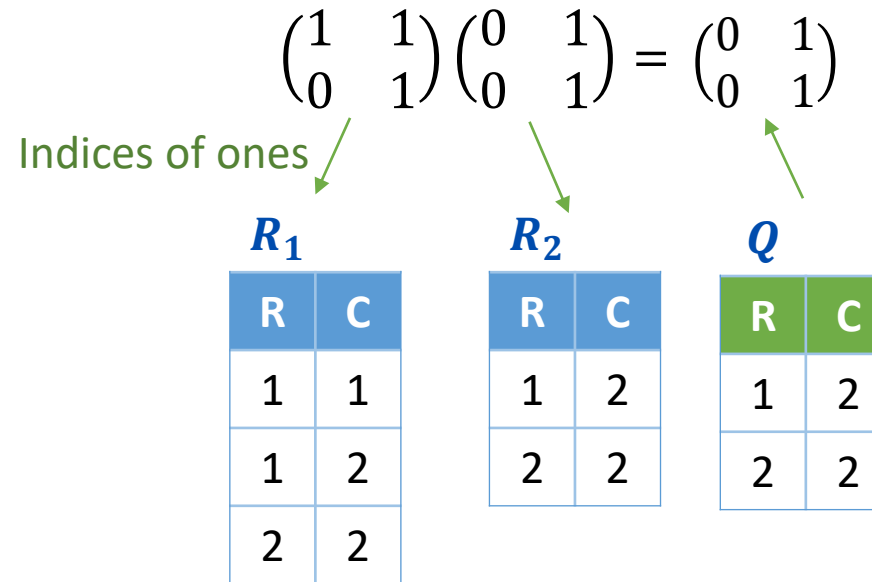 (1 1) (0 1) = (0 1)
(0 1) (0 1)   (0 1)
Indices of ones
R₁ R₂ Q
R C R C R C
1 1 1 2 1 2
1 2 2 2 2 2
2 2